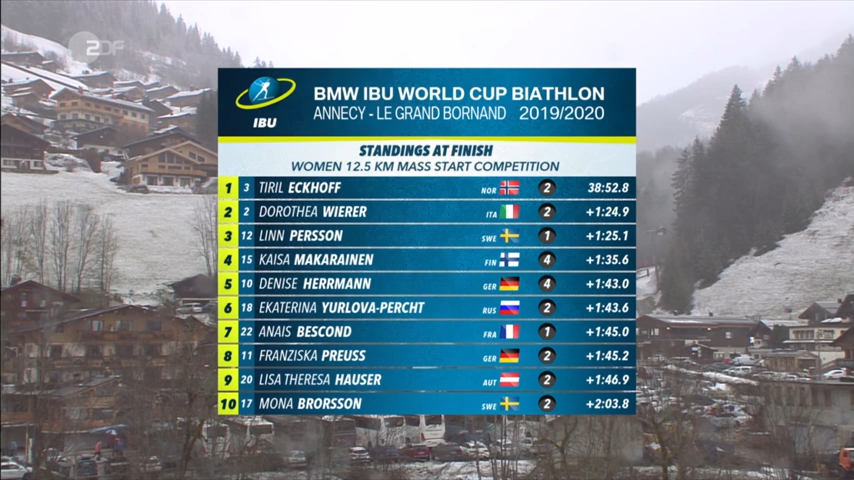 ZDF
BMW IBU WORLD CUP BIATHLON
IBU
ANNECY - LE GRAND BORNAND 2019/2020
STANDINGS AT FINISH
WOMEN 12.5 KM MASS START COMPETITION
1 3 TIRIL ECKHOFF NOR 2 38:52.8
2 2 DOROTHEA WIERER ITA 2 +1:24.9
3 12 LINN PERSSON SWE 1 +1:25.1
4 15 KAISA MAKARAINEN FIN 4 +1:35.6
5 10 DENISE HERRMANN GER 4 +1:43.0
6 18 EKATERINA YURLOVA-PERCHT RUS 2 +1:43.6
7 22 ANAIS BESCOND FRA 1 +1:45.0
8 11 FRANZISKA PREUSS GER 2 +1:45.2
9 20 LISA THERESA HAUSER AUT 2 +1:46.9
10 17 MONA BRORSSON SWE 2 +2:03.8